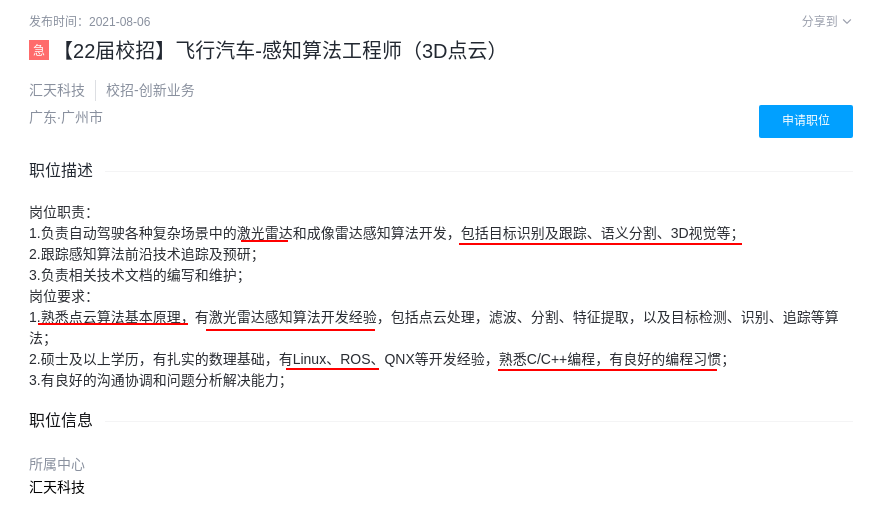 发布时间：2021-08-06
分享到
急
【22届校招】飞行汽车-感知算法工程师（3D点云）
汇天科技 校招-创新业务
广东·广州市
申请职位
职位描述
岗位职责：
1.负责自动驾驶各种复杂场景中的激光雷达和成像雷达感知算法开发，包括目标识别及跟踪、语义分割、3D视觉等；
2.跟踪感知算法前沿技术追踪及预研；
3.负责相关技术文档的编写和维护；
岗位要求：
1.熟悉点云算法基本原理，有激光雷达感知算法开发经验，包括点云处理，滤波、分割、特征提取，以及目标检测、识别、追踪等算
法；
2.硕士及以上学历，有扎实的数理基础，有Linux、ROS、QNX等开发经验，熟悉C/C++编程，有良好的编程习惯；
3.有良好的沟通协调和问题分析解决能力；
职位信息
所属中心
汇天科技